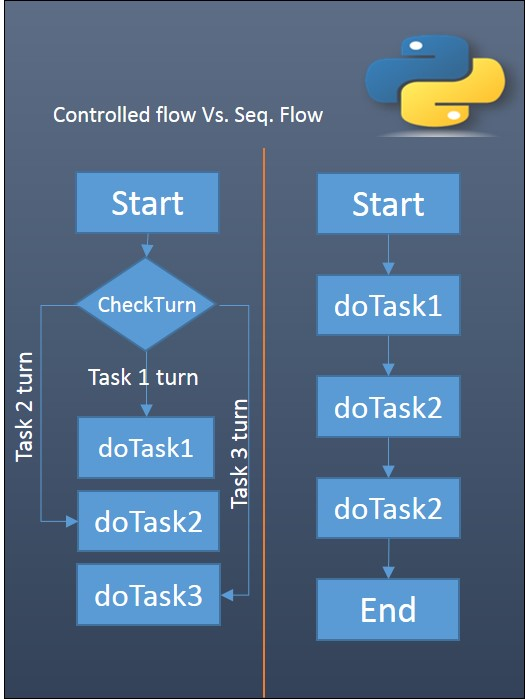 Controlled flow Vs. Seq. Flow
Start
CheckTurn
Task 1 turn
Task 2 turn
Task 3 turn
doTask1
doTask2
doTask3
Start
doTask1
doTask2
doTask2
End